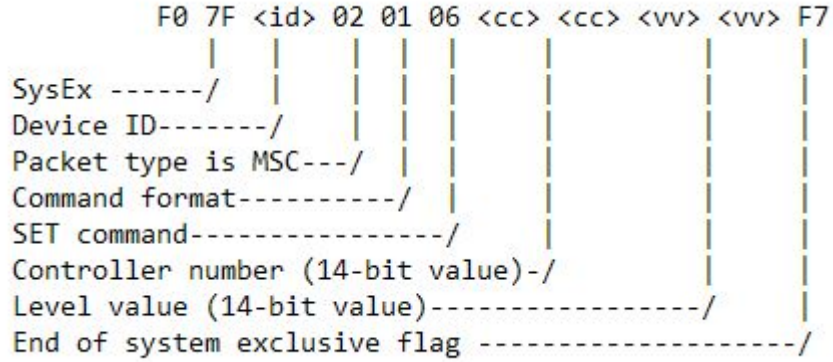 F0 7F <id> 02 01 06 <cc> <cc> <vv> <vv> F7
            |   |     |  |  |      |         |     |
SysEx ------/   |     |  |  |      |         |     |
Device ID-------/     |  |  |      |         |     |
Packet type is MSC---/  |  |      |         |     |
Command format----------/  |      |         |     |
SET command----------------/      |         |     |
Controller number (14-bit value)-/         |     |
Level value (14-bit value)-----------------/     |
End of system exclusive flag --------------------/